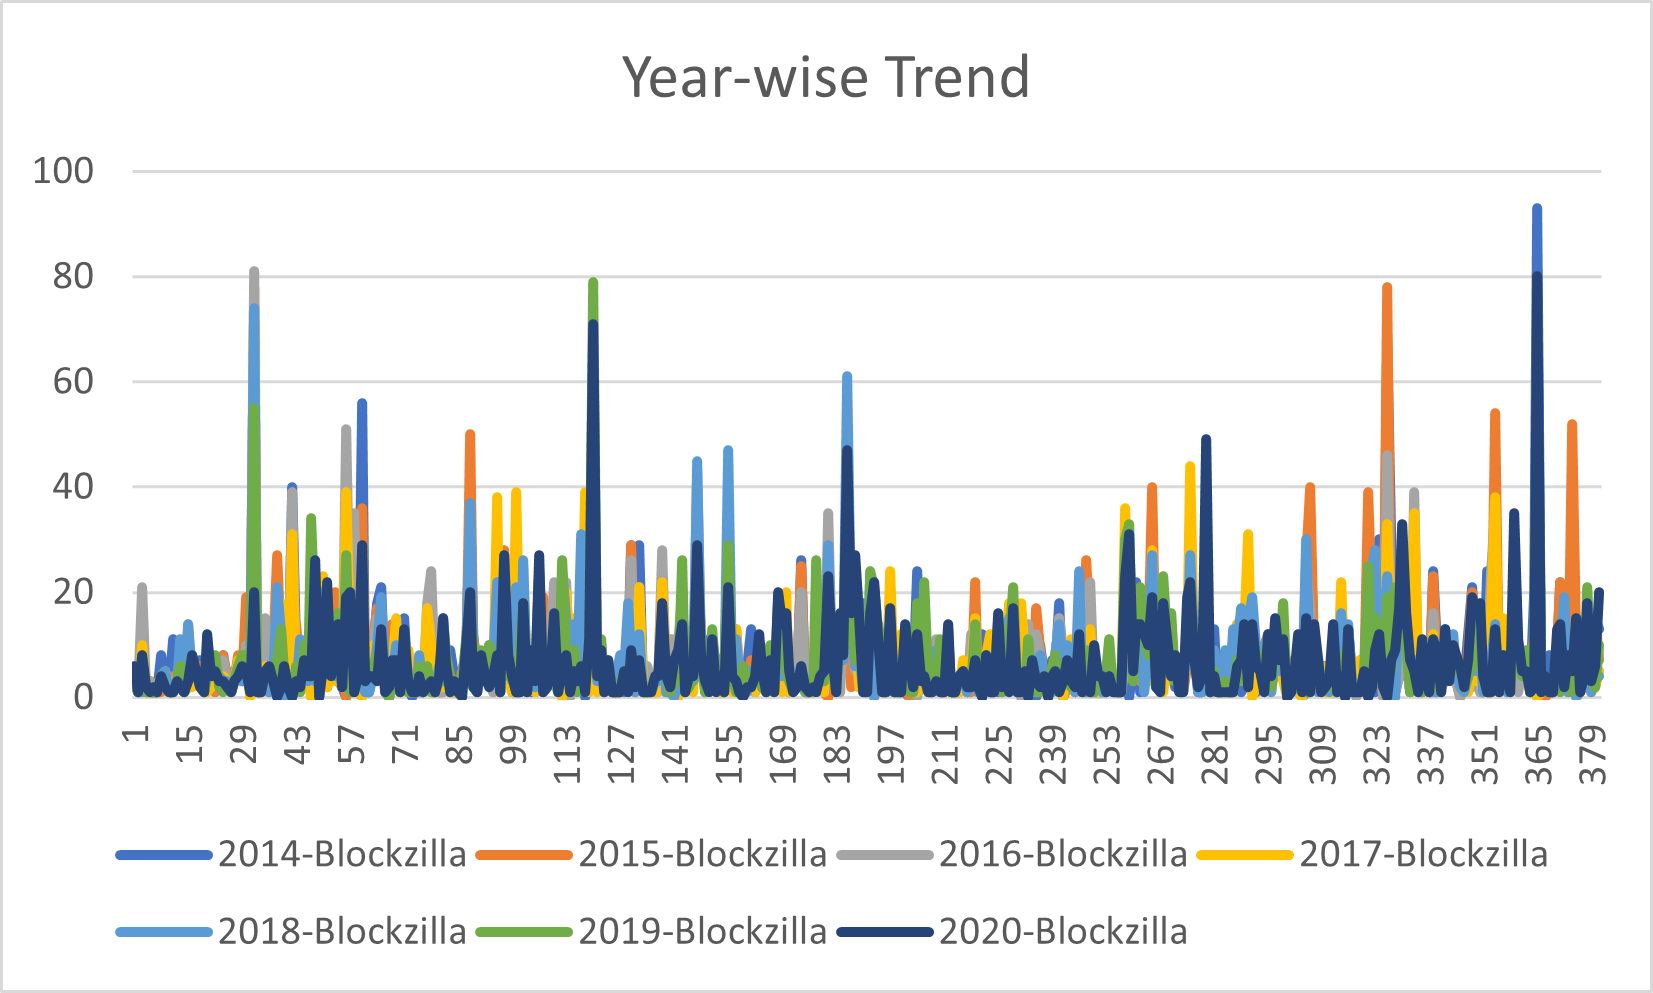 Year-wise Trend
100
80
60
40
20
0
1 15 29 43 57 71 85 99 113 127 141 155 169 183 197 211 225 239 253 267 281 295 309 323 337 351 365 379
2014-Blockzilla 2015-Blockzilla 2016-Blockzilla 2017-Blockzilla
2018-Blockzilla 2019-Blockzilla 2020-Blockzilla